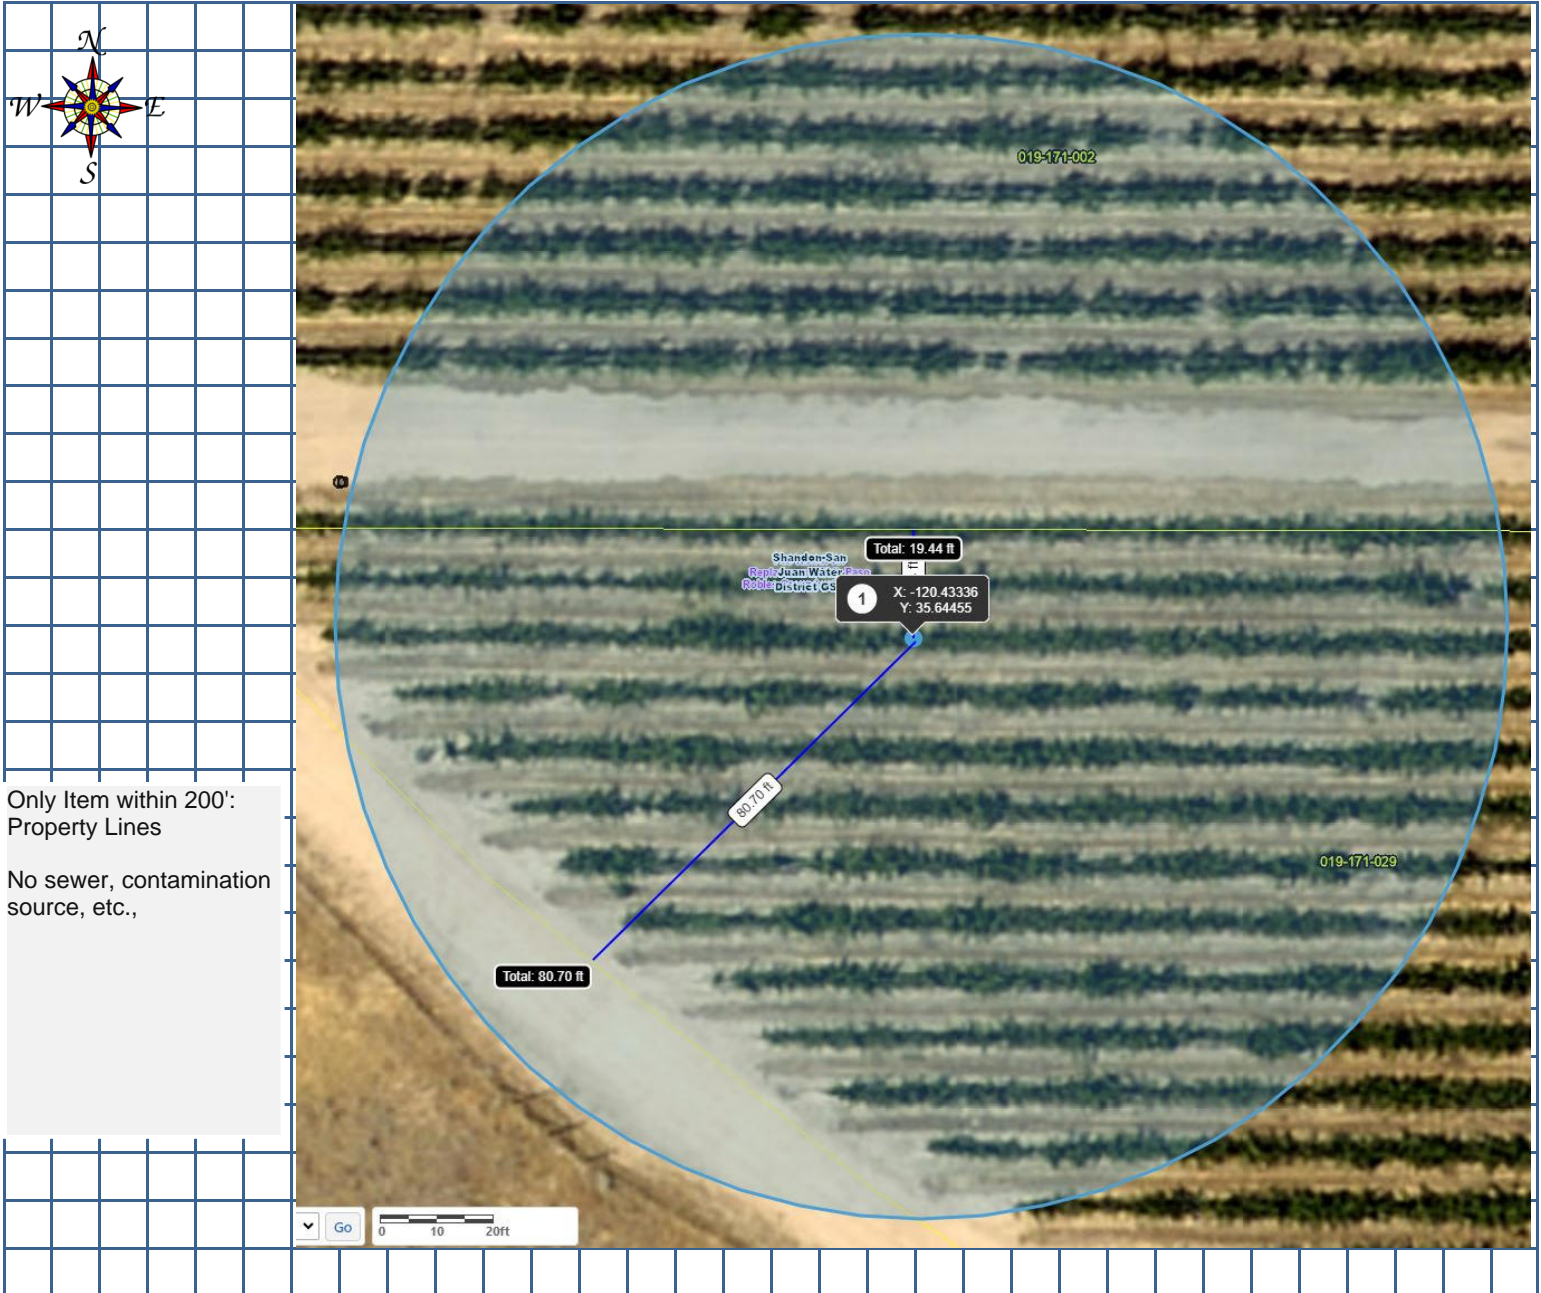 N
W E
S
019-171-002
Total: 19.44 ft
Shandon-San
Juan Water
District GS
1 X: -120.43336
Y: 35.64455
80.70 ft
Only Item within 200':
Property Lines
No sewer, contamination
source, etc.,
019-171-029
Total: 80.70 ft
Go
0 10 20ft